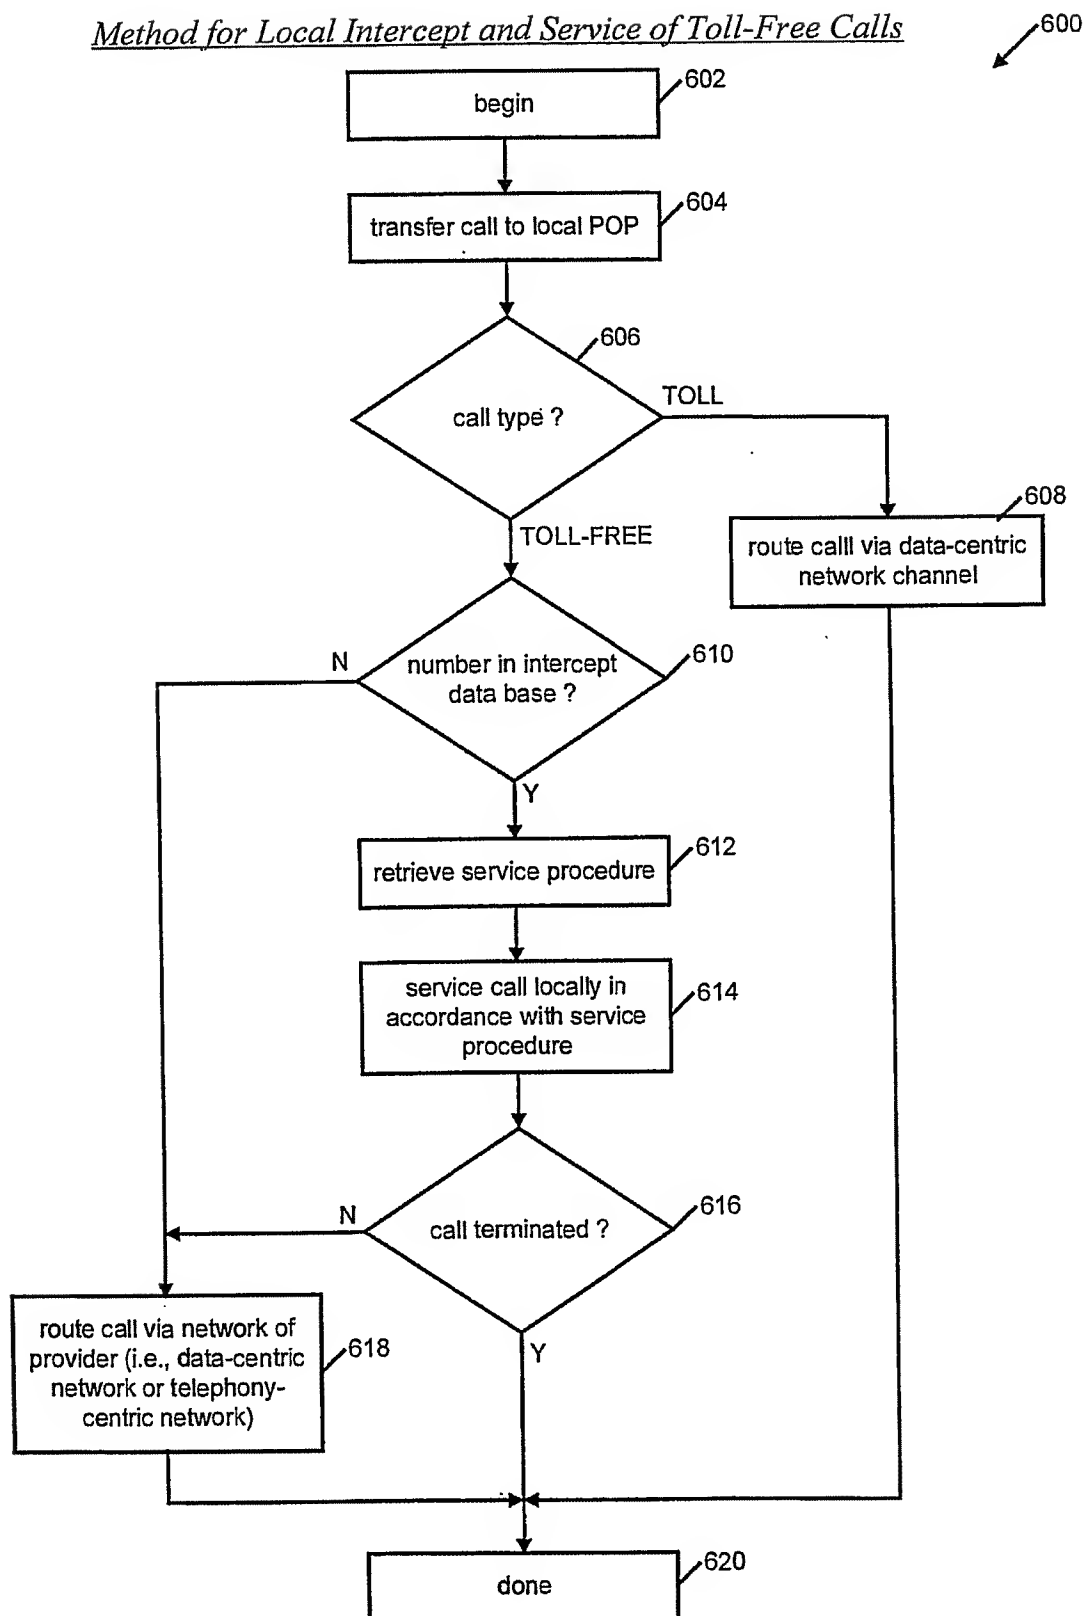 Method for Local Intercept and Service of Toll-Free Calls
600
begin
602
transfer call to local POP
604
call type ?
606
TOLL
TOLL-FREE
route calll via data-centric
network channel
608
number in intercept
data base ?
610
N
Y
retrieve service procedure
612
service call locally in
accordance with service
procedure
614
call terminated ?
616
N
Y
route call via network of
provider (i.e., data-centric
network or telephony-
centric network)
618
done
620